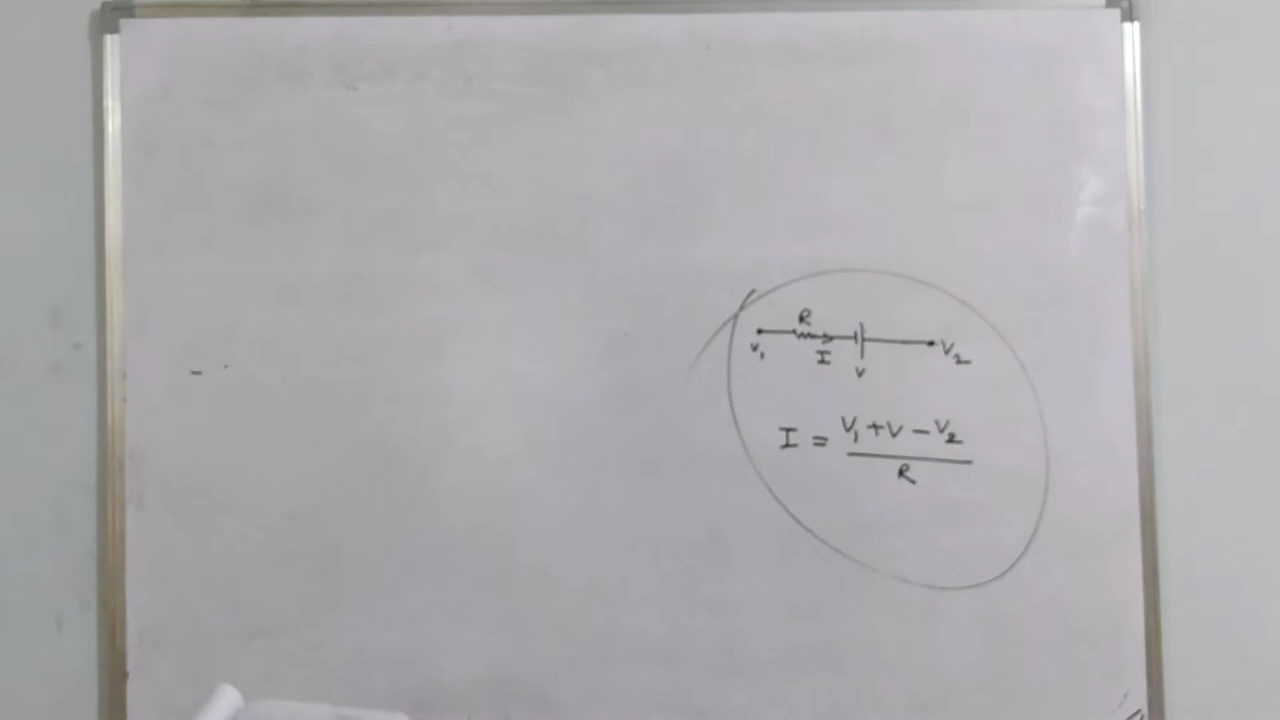 R
V₁ I V V₂
I = V₁ + V - V₂
R